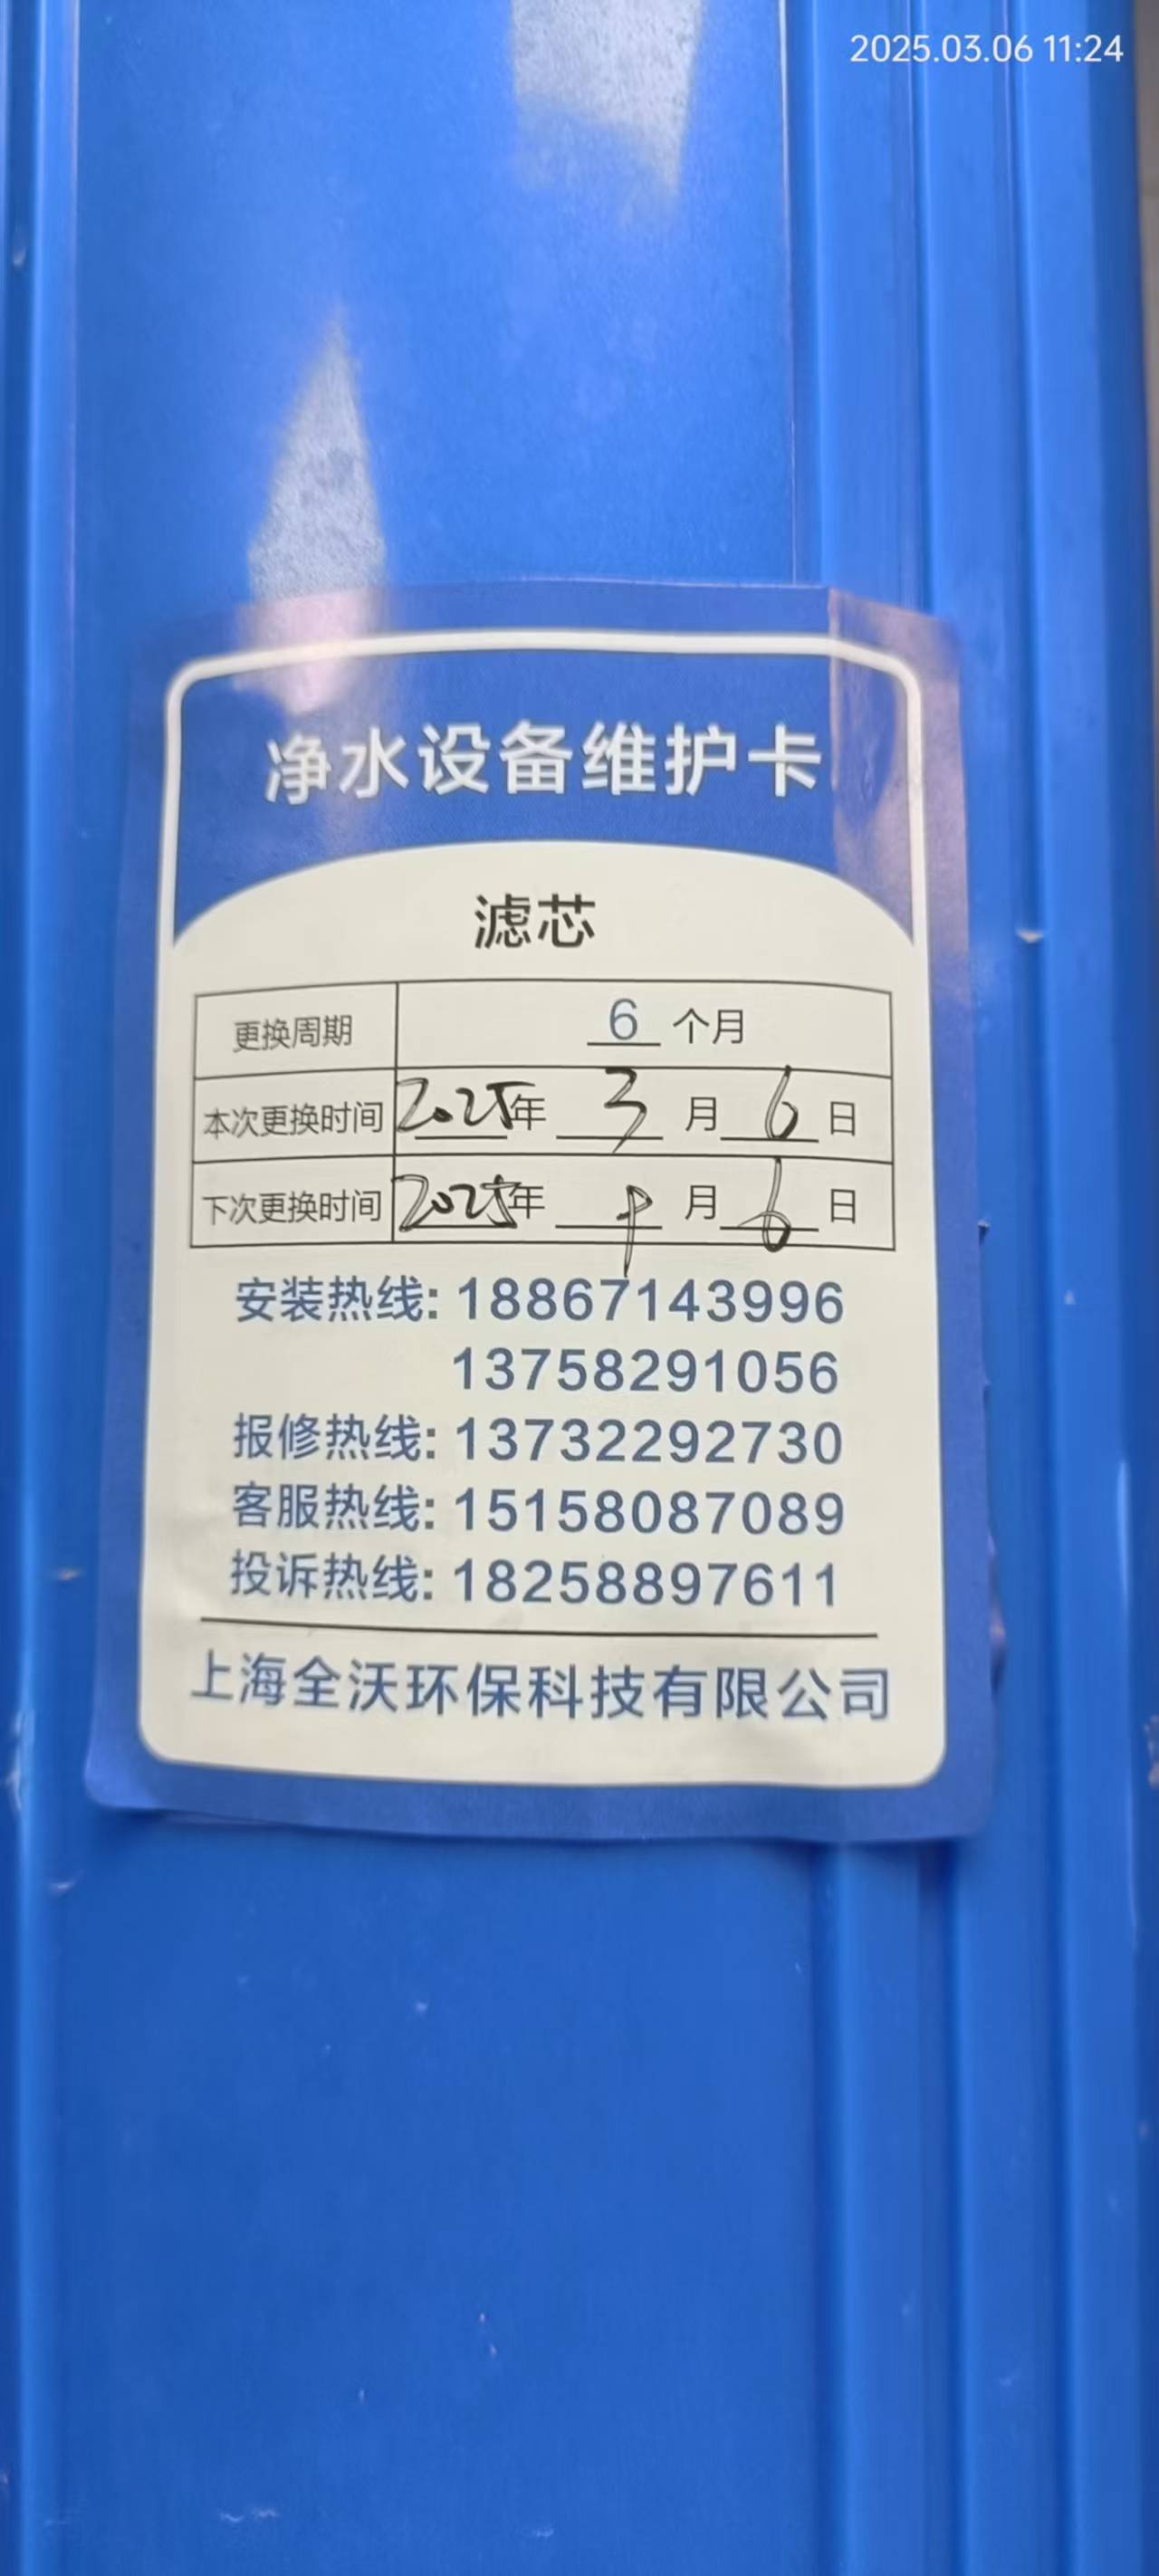 2025.03.06 11:24
净水设备维护卡
滤芯
更换周期 6 个月
本次更换时间 2025年 3 月 6 日
下次更换时间 2025年 9 月 6 日
安装热线: 18867143996
13758291056
报修热线: 13732292730
客服热线: 15158087089
投诉热线: 18258897611
上海全沃环保科技有限公司